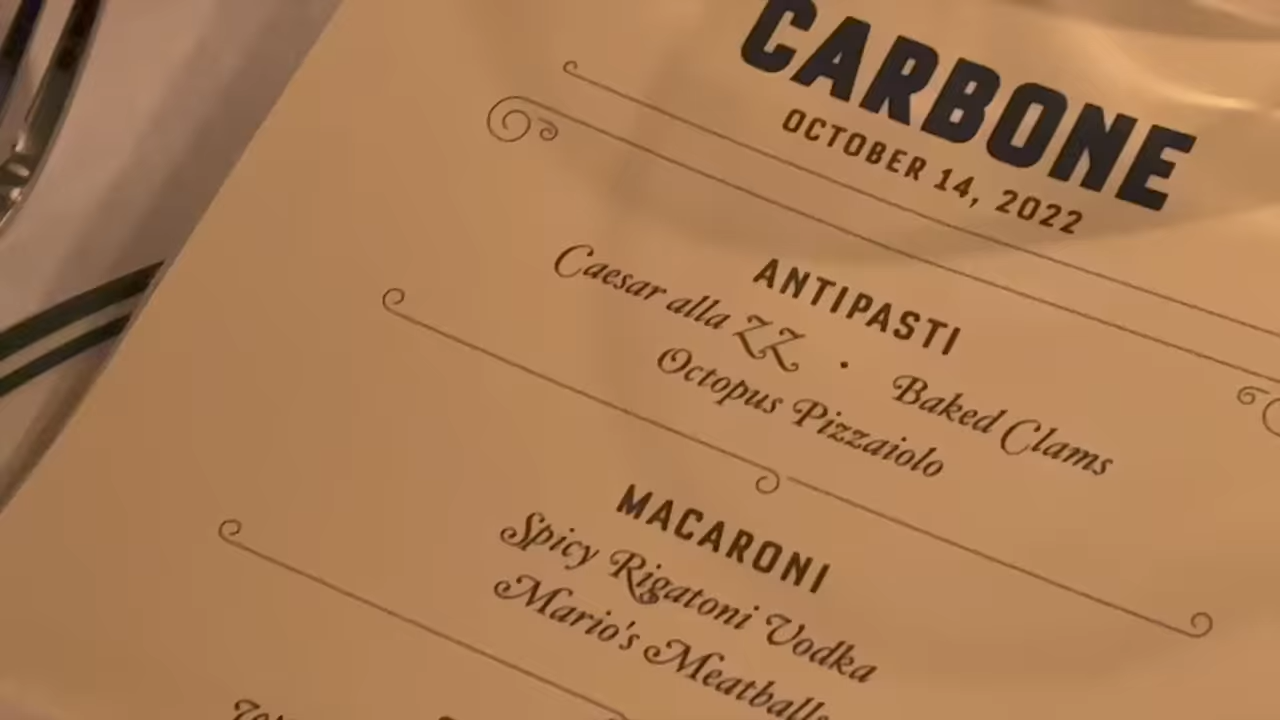 CARBONE
OCTOBER 14, 2022
ANTIPASTI
Caesar alla ZZ · Baked Clams
Octopus Pizzaiolo
MACARONI
Spicy Rigatoni Vodka
Mario's Meatballs